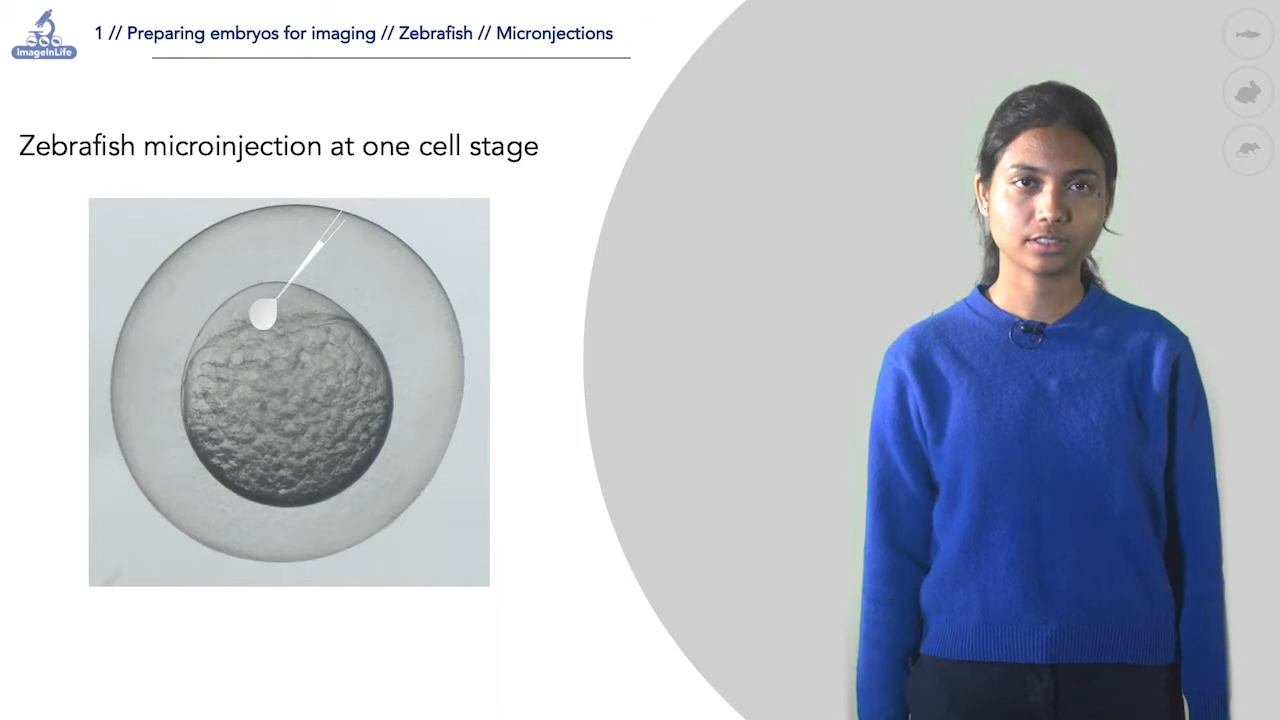 ImageInLife
1 // Preparing embryos for imaging // Zebrafish // Micronjections
Zebrafish microinjection at one cell stage